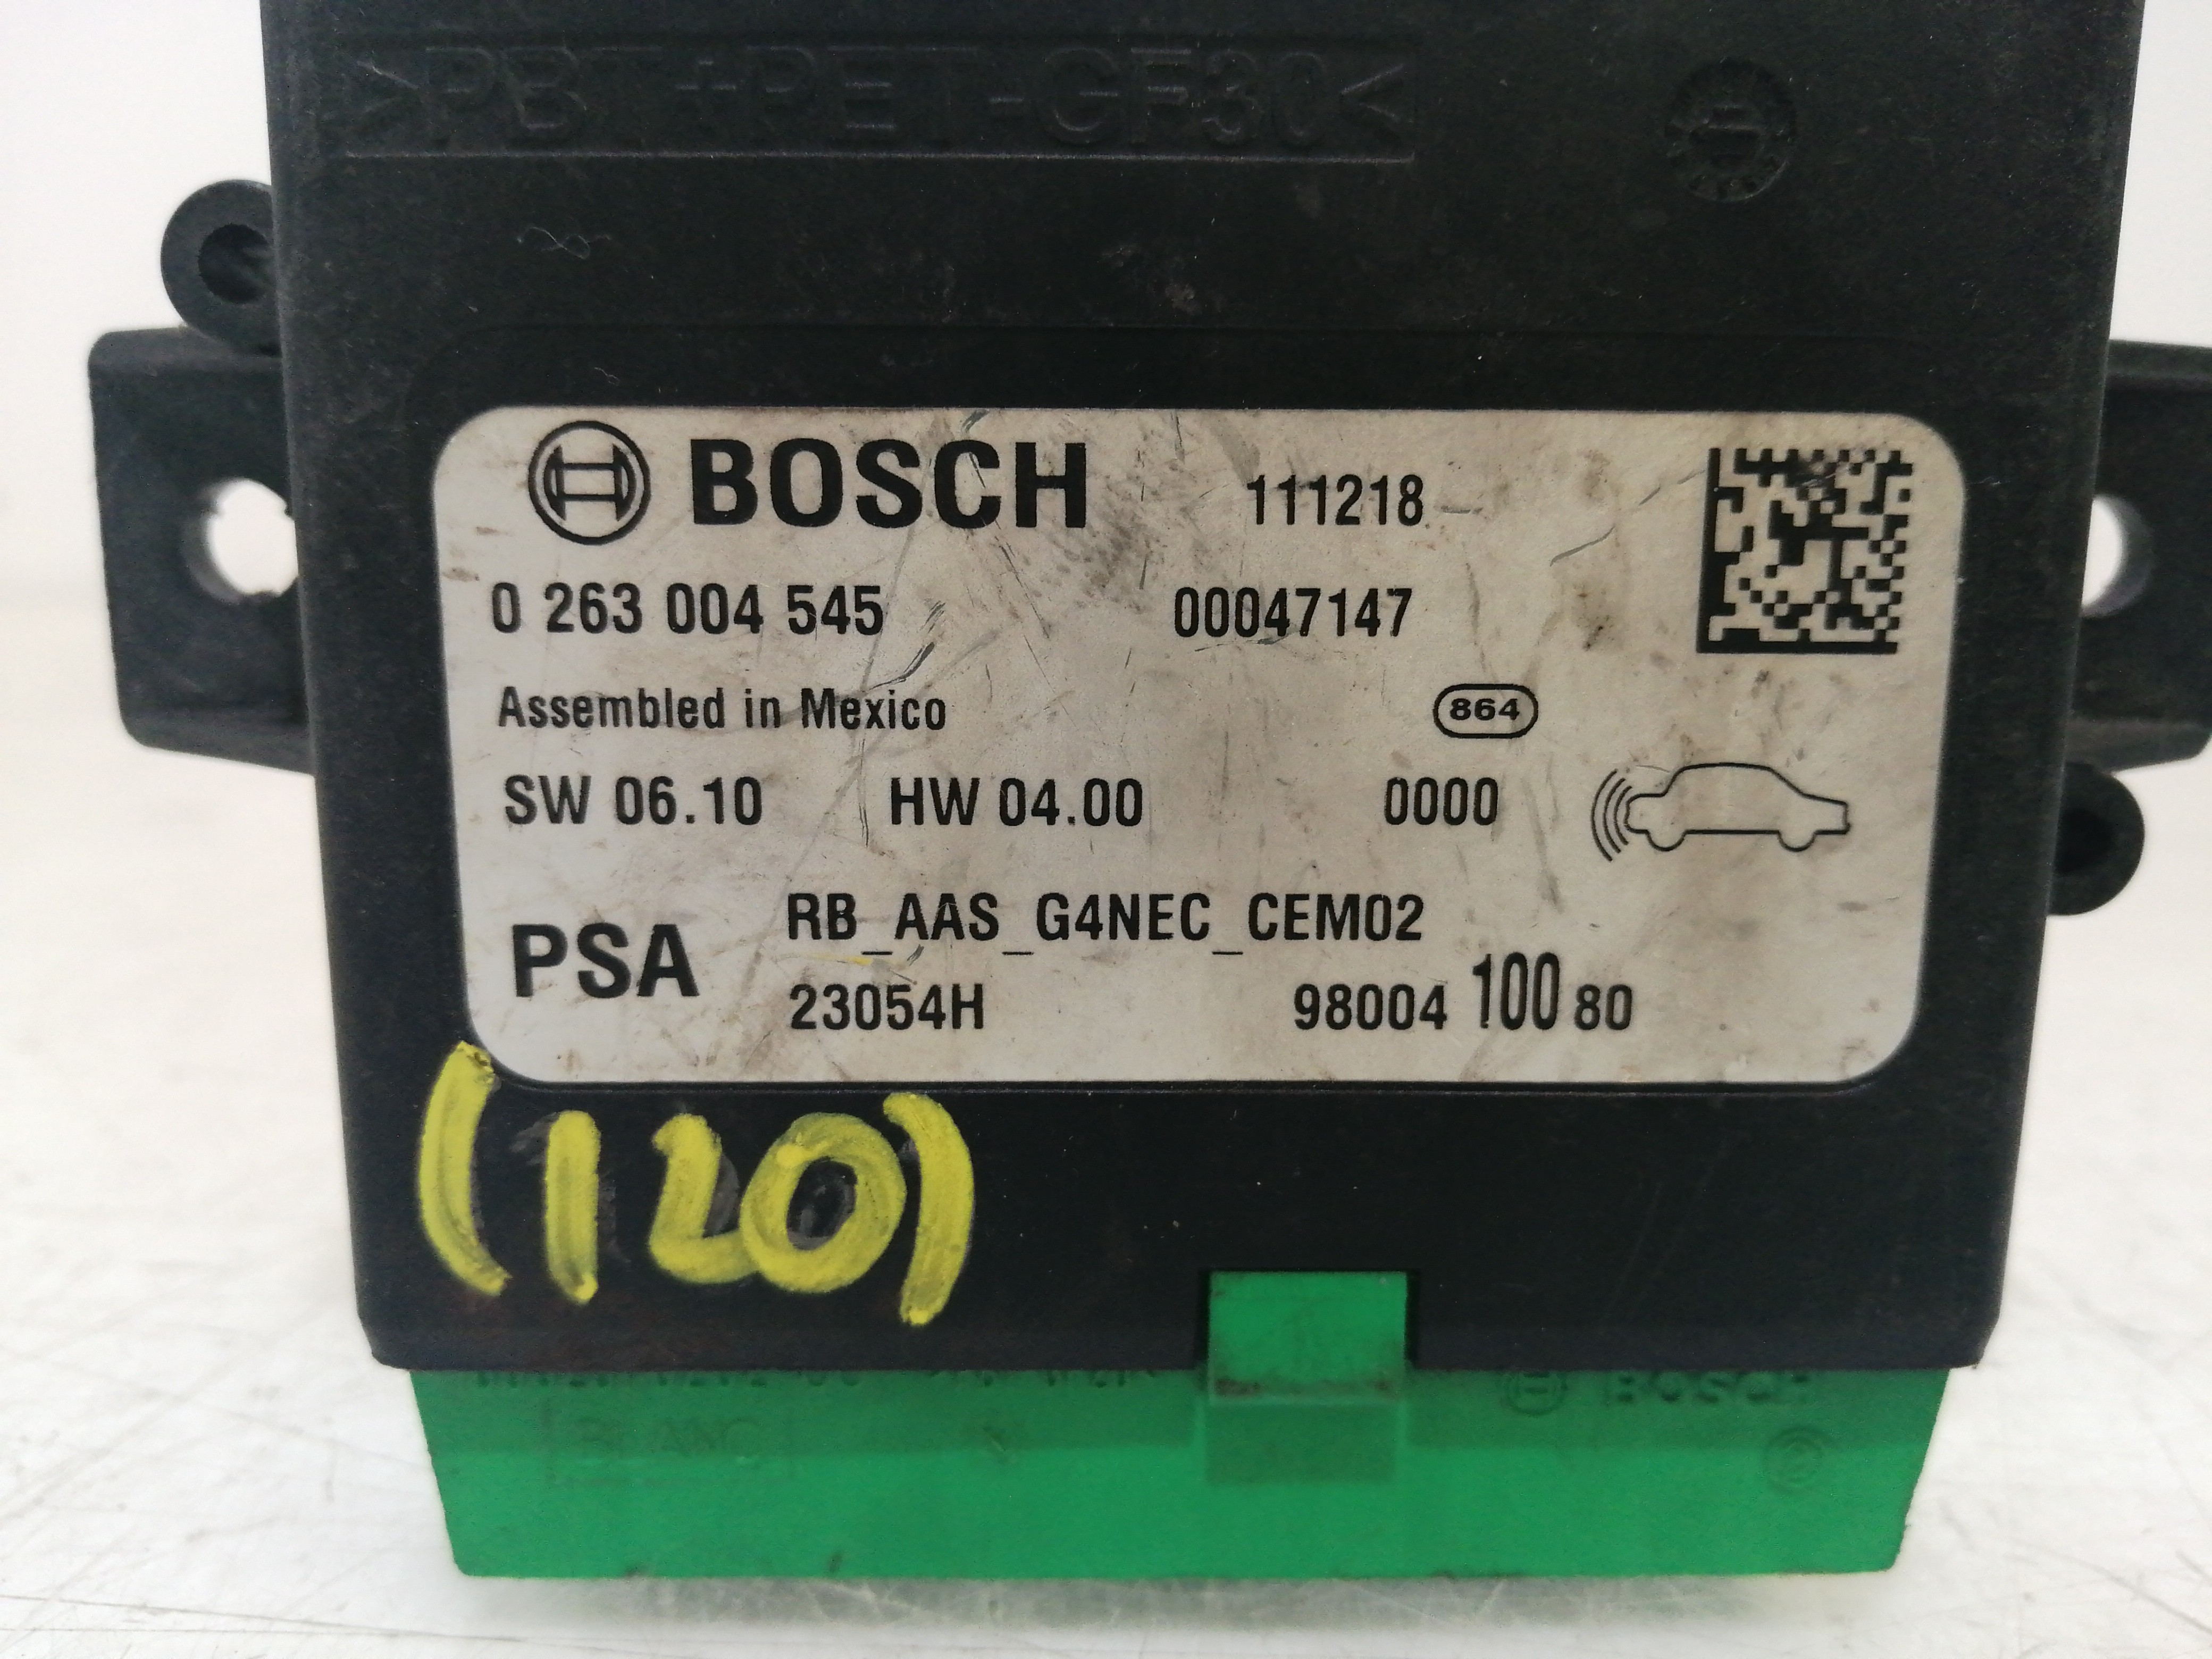 >PBT+PET-GF30<
BOSCH 111218
0 263 004 545 00047147
Assembled in Mexico 864
SW 06.10 HW 04.00 0000
PSA RB_AAS_G4NEC_CEM02
23054H 98004 100 80
(120)
BOSCH
BLANC